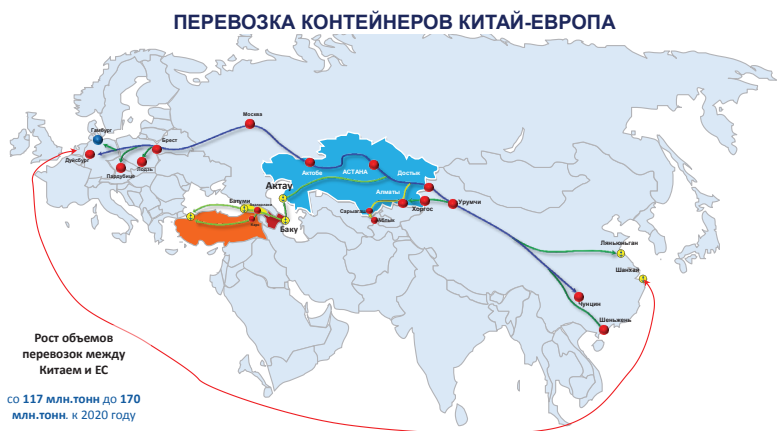 ПЕРЕВОЗКА КОНТЕЙНЕРОВ КИТАЙ-ЕВРОПА
Москва
Гамбург
Брест
Дуйсбург
Лодзь
Пардубице
Актобе
АСТАНА
Достык
Актау
Алматы
Батуми
Хоргос
Урумчи
Сарыагаш
Баку
Ляньюньган
Шанхай
Чунцин
Шеньжень
Рост объемов
перевозок между
Китаем и ЕС
со 117 млн.тонн до 170
млн.тонн. к 2020 году